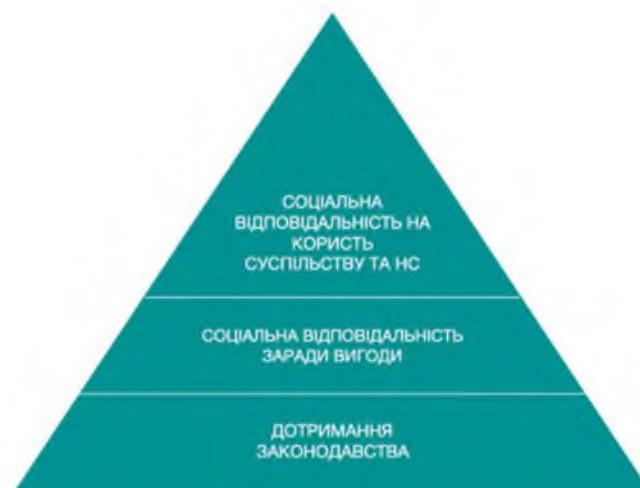 СОЦІАЛЬНА
ВІДПОВІДАЛЬНІСТЬ НА
КОРИСТЬ
СУСПІЛЬСТВУ ТА НС
СОЦІАЛЬНА ВІДПОВІДАЛЬНІСТЬ
ЗАРАДИ ВИГОДИ
ДОТРИМАННЯ
ЗАКОНОДАВСТВА